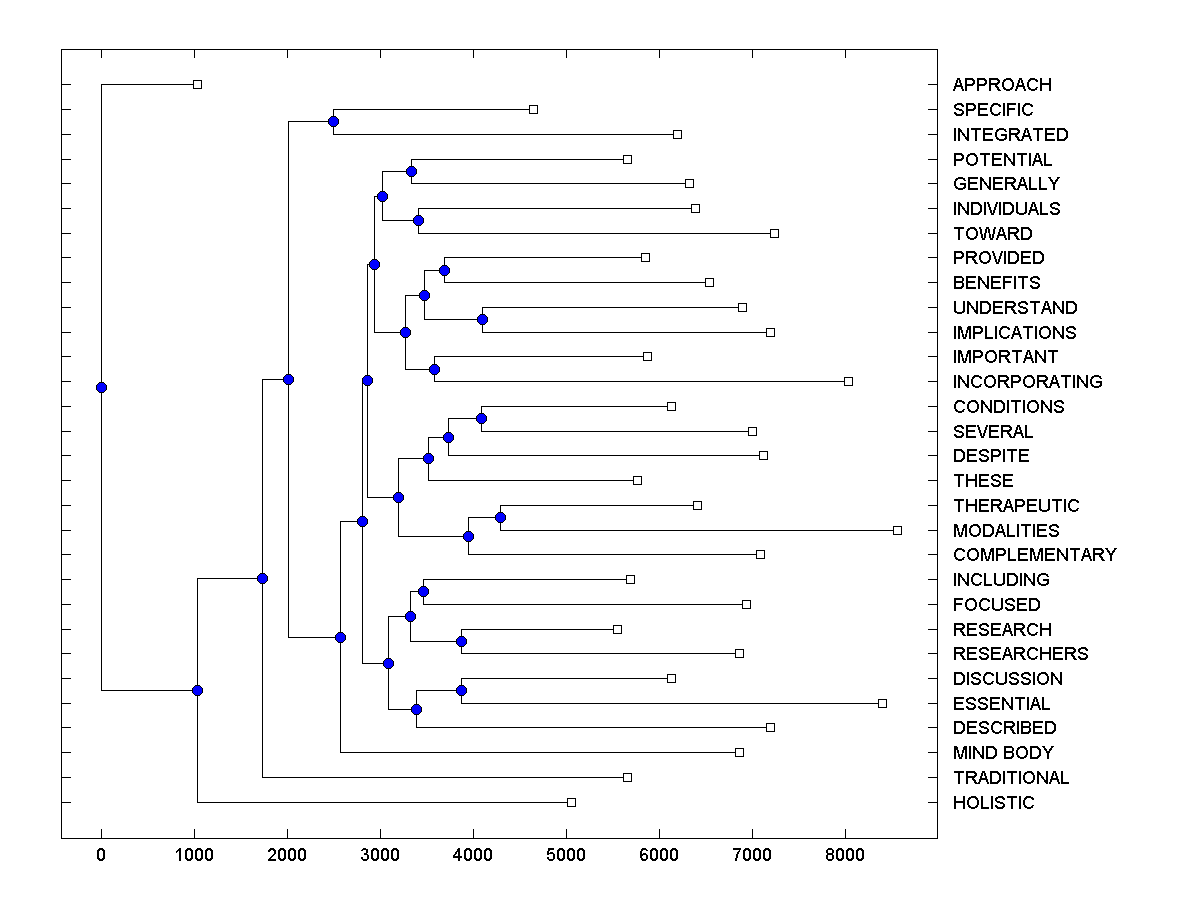 APPROACH
SPECIFIC
INTEGRATED
POTENTIAL
GENERALLY
INDIVIDUALS
TOWARD
PROVIDED
BENEFITS
UNDERSTAND
IMPLICATIONS
IMPORTANT
INCORPORATING
CONDITIONS
SEVERAL
DESPITE
THESE
THERAPEUTIC
MODALITIES
COMPLEMENTARY
INCLUDING
FOCUSED
RESEARCH
RESEARCHERS
DISCUSSION
ESSENTIAL
DESCRIBED
MIND BODY
TRADITIONAL
HOLISTIC
0 1000 2000 3000 4000 5000 6000 7000 8000